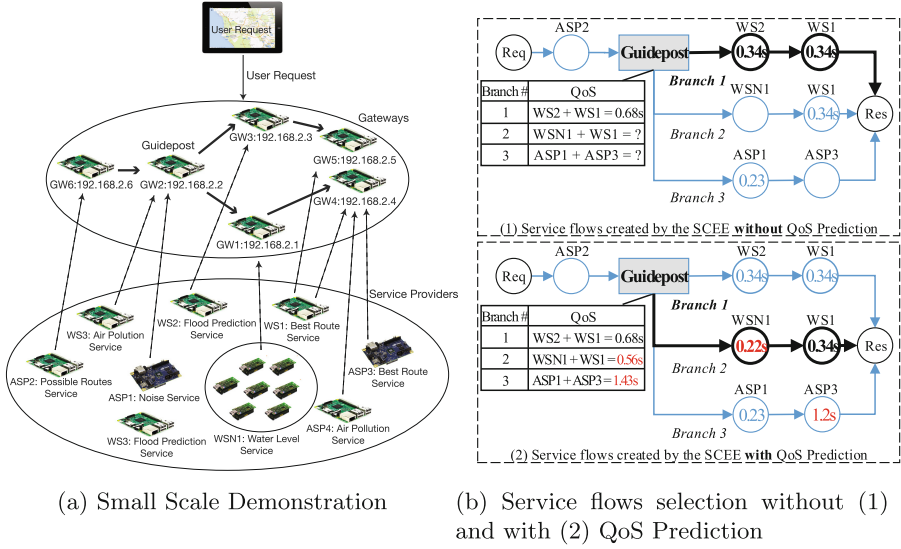 User Request
User Request
Gateways
GW3:192.168.2.3
Guidepost
GW5:192.168.2.5
GW6:192.168.2.6
GW2:192.168.2.2
GW4:192.168.2.4
GW1:192.168.2.1
Service Providers
WS2: Flood Prediction
Service
WS1: Best Route
Service
WS3: Air Polution
Service
ASP3: Best Route
Service
ASP2: Possible Routes
Service
ASP1: Noise Service
WS3: Flood Prediction
Service
WSN1: Water Level
Service
ASP4: Air Pollution
Service
(a) Small Scale Demonstration
Req
ASP2
Guidepost
WS2
0.34s
WS1
0.34s
Branch 1
Branch # QoS
1 WS2 + WS1 = 0.68s
2 WSN1 + WS1 = ?
3 ASP1 + ASP3 = ?
WSN1
WS1
0.34s
Res
Branch 2
ASP1
0.23
ASP3
Branch 3
(1) Service flows created by the SCEE without QoS Prediction
Req
ASP2
Guidepost
WS2
0.34s
WS1
0.34s
Branch 1
Branch # QoS
1 WS2 + WS1 = 0.68s
2 WSN1 + WS1 = 0.56s
3 ASP1 + ASP3 = 1.43s
WSN1
0.22s
WS1
0.34s
Res
Branch 2
ASP1
0.23
ASP3
1.2s
Branch 3
(2) Service flows created by the SCEE with QoS Prediction
(b) Service flows selection without (1)
and with (2) QoS Prediction